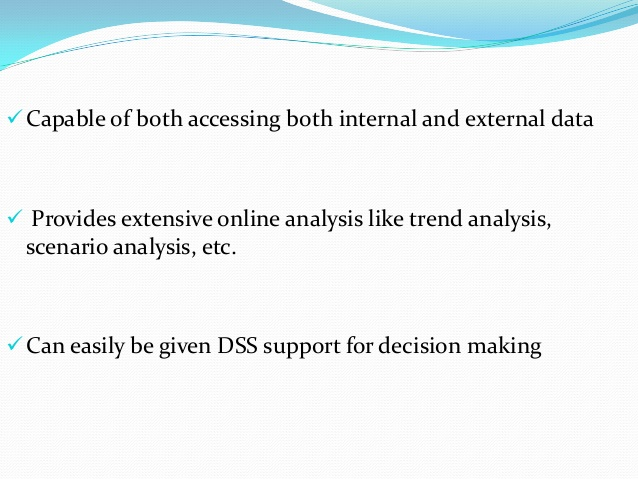 Capable of both accessing both internal and external data
Provides extensive online analysis like trend analysis,
scenario analysis, etc.
Can easily be given DSS support for decision making